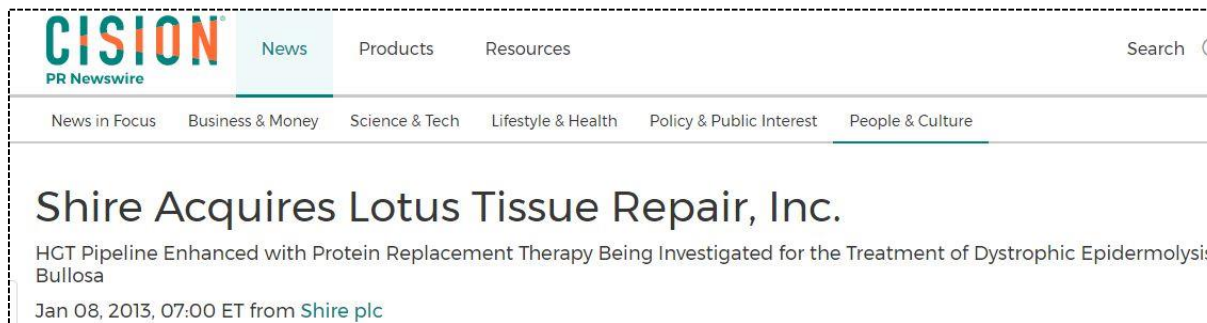 CISION
PR Newswire
News Products Resources Search
News in Focus Business & Money Science & Tech Lifestyle & Health Policy & Public Interest People & Culture
Shire Acquires Lotus Tissue Repair, Inc.
HGT Pipeline Enhanced with Protein Replacement Therapy Being Investigated for the Treatment of Dystrophic Epidermolysis
Bullosa
Jan 08, 2013, 07:00 ET from Shire plc